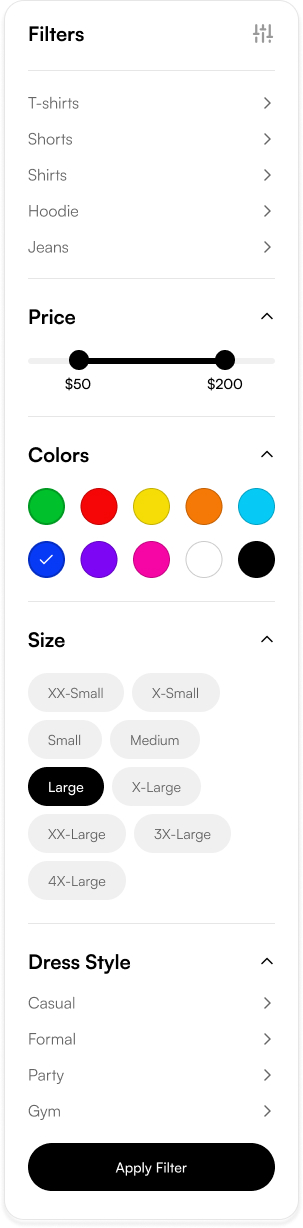 Filters
T-shirts
Shorts
Shirts
Hoodie
Jeans
Price
$50 $200
Colors
Size
XX-Small X-Small
Small Medium
Large X-Large
XX-Large 3X-Large
4X-Large
Dress Style
Casual
Formal
Party
Gym
Apply Filter